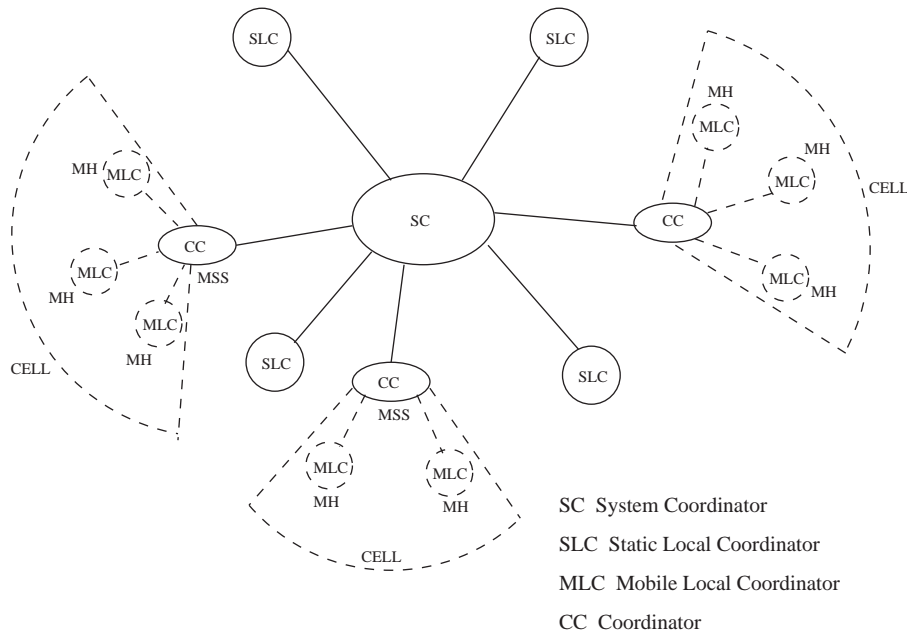 SLC
SLC
MH
MLC
MH
MLC
CELL
MH
MLC
SC
CC
CC
MSS
MLC
MH
MLC
MH
MLC
MH
CELL
SLC
SLC
CC
MSS
MLC
MH
MLC
MH
CELL
SC System Coordinator
SLC Static Local Coordinator
MLC Mobile Local Coordinator
CC Coordinator